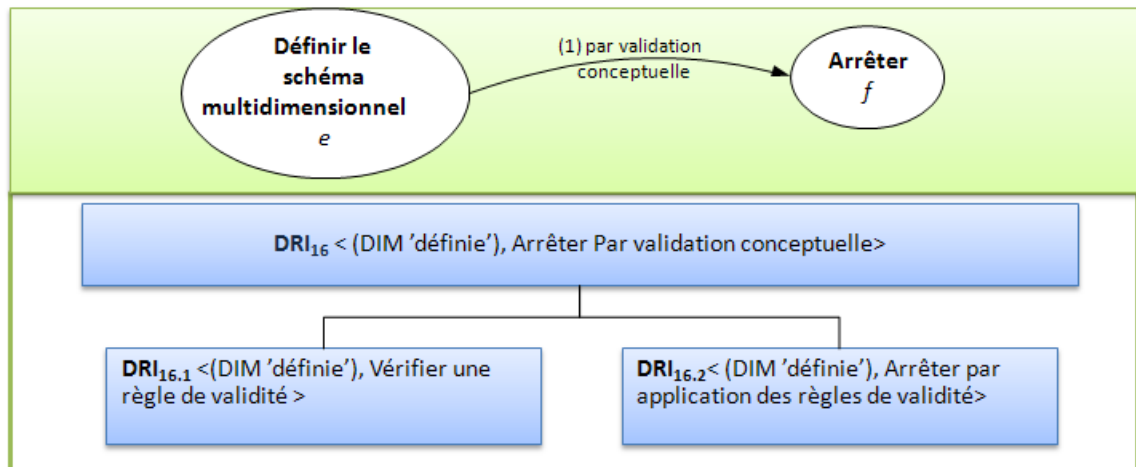 Définir le
schéma
multidimensionnel
e
(1) par validation
conceptuelle
Arrêter
f
DRI16 < (DIM ’définie’), Arrêter Par validation conceptuelle>
DRI16.1 <(DIM ’définie’), Vérifier une
règle de validité >
DRI16.2< (DIM ’définie’), Arrêter par
application des règles de validité>